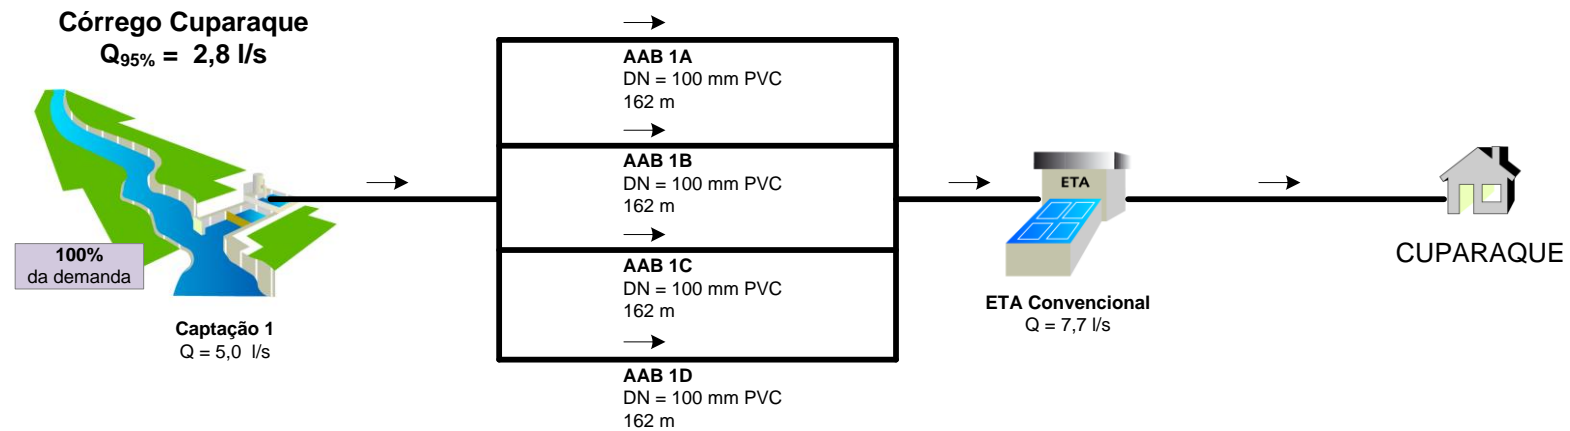 Córrego Cuparaque
Q95% = 2,8 l/s
100%
da demanda
Captação 1
Q = 5,0 l/s
AAB 1A
DN = 100 mm PVC
162 m
AAB 1B
DN = 100 mm PVC
162 m
AAB 1C
DN = 100 mm PVC
162 m
AAB 1D
DN = 100 mm PVC
162 m
ETA
ETA Convencional
Q = 7,7 l/s
CUPARAQUE